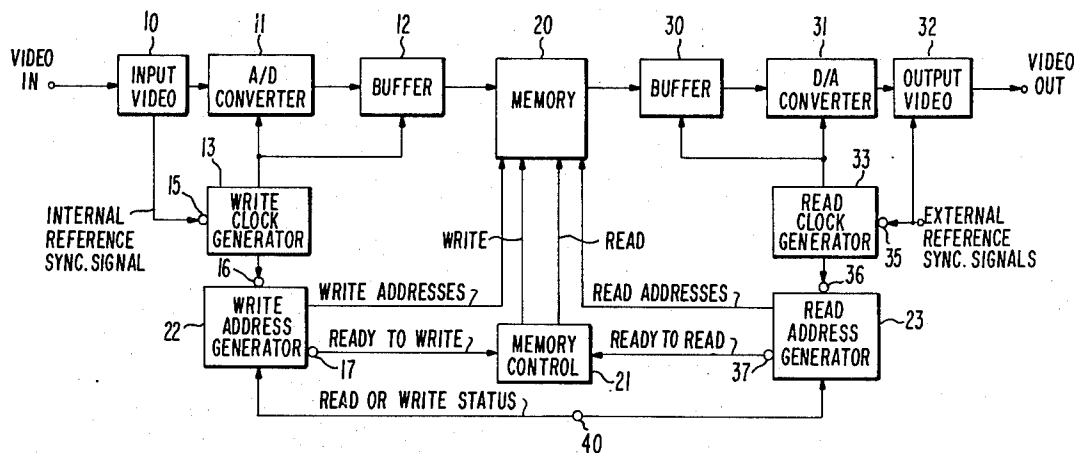 10
11
12
20
30
31
32
VIDEO
IN
INPUT
VIDEO
A/D
CONVERTER
BUFFER
MEMORY
BUFFER
D/A
CONVERTER
OUTPUT
VIDEO
VIDEO
OUT
13
15
WRITE
CLOCK
GENERATOR
INTERNAL
REFERENCE
SYNC. SIGNAL
WRITE
READ
33
READ
CLOCK
GENERATOR
35
EXTERNAL
REFERENCE
SYNC. SIGNALS
16
36
22
WRITE
ADDRESS
GENERATOR
WRITE ADDRESSES
READ ADDRESSES
READ
ADDRESS
GENERATOR
23
READY TO WRITE
17
MEMORY
CONTROL
21
READY TO READ
37
READ OR WRITE STATUS
40